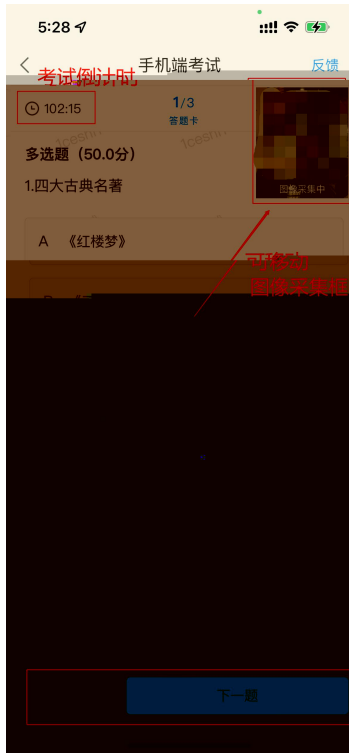 5:28
手机端考试
反馈
考试倒计时
102:15
1/3
答题卡
多选题（50.0分）
1.四大古典名著
图像采集中
A 《红楼梦》
可移动
图像采集框
下一题